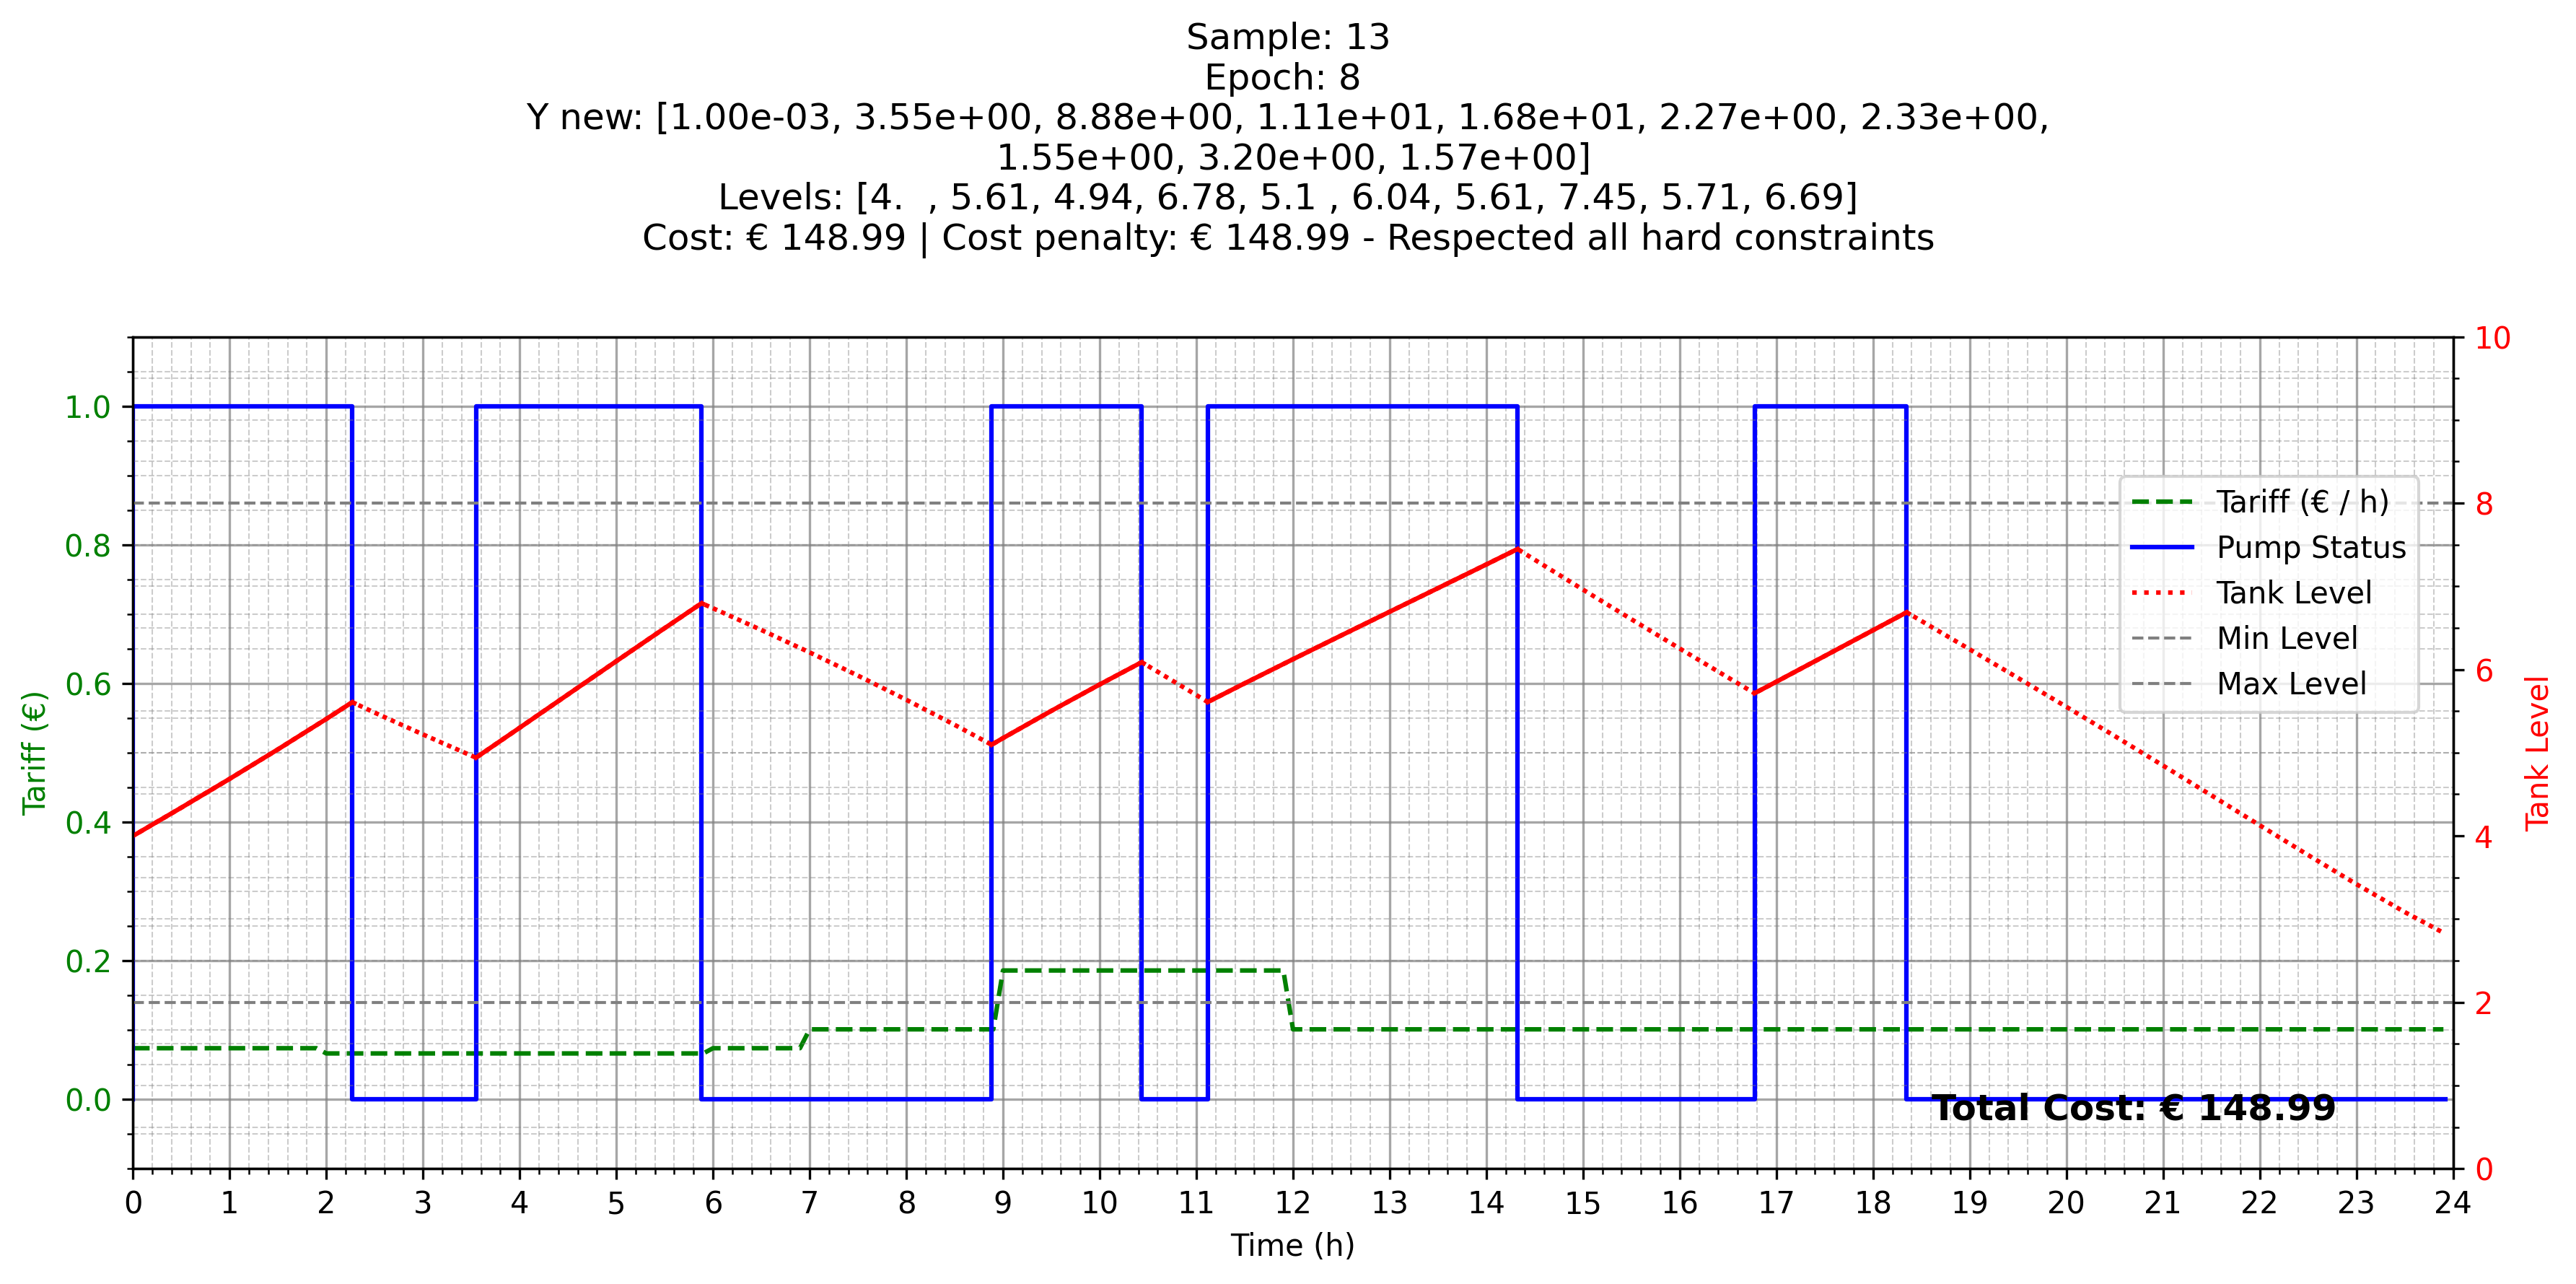 Sample: 13
Epoch: 8
Y new: [1.00e-03, 3.55e+00, 8.88e+00, 1.11e+01, 1.68e+01, 2.27e+00, 2.33e+00,
1.55e+00, 3.20e+00, 1.57e+00]
Levels: [4.  , 5.61, 4.94, 6.78, 5.1 , 6.04, 5.61, 7.45, 5.71, 6.69]
Cost: € 148.99 | Cost penalty: € 148.99 - Respected all hard constraints
1.0
0.8
0.6
0.4
0.2
0.0
Tariff (€)
10
8
6
4
2
0
Tank Level
Tariff (€ / h)
Pump Status
Tank Level
Min Level
Max Level
Total Cost: € 148.99
0 1 2 3 4 5 6 7 8 9 10 11 12 13 14 15 16 17 18 19 20 21 22 23 24
Time (h)